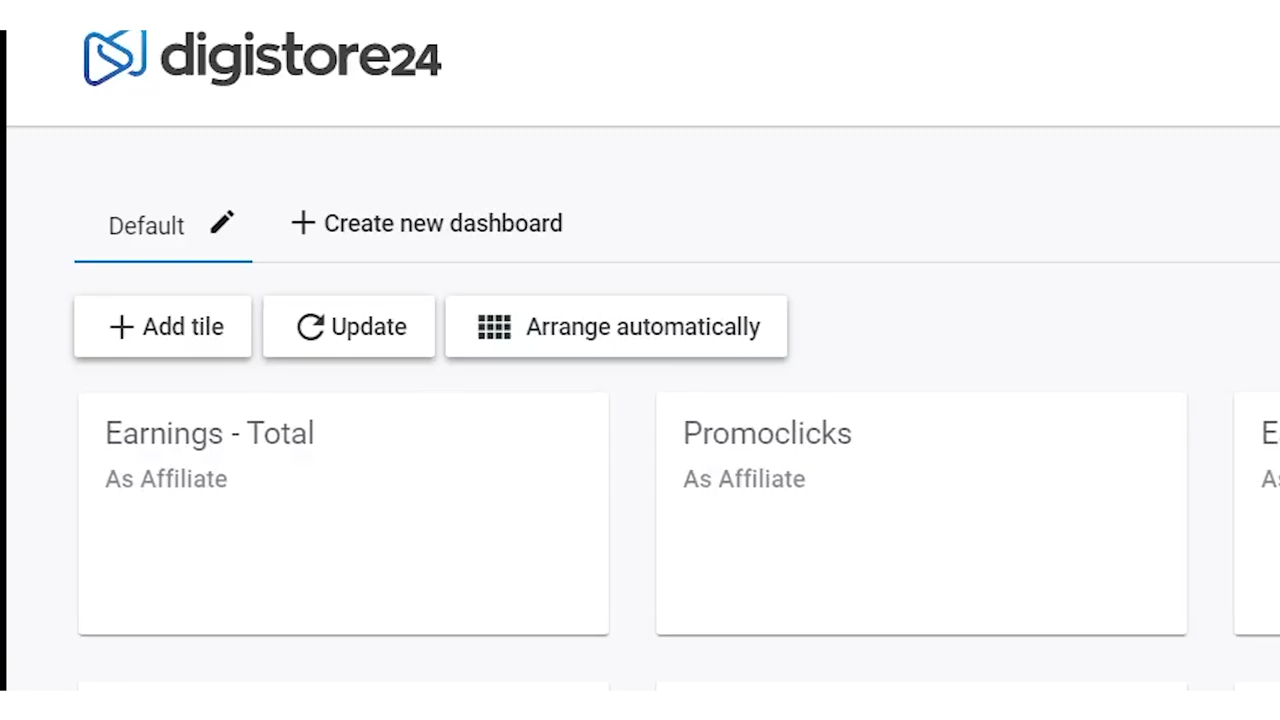 digistore24
Default
Create new dashboard
Add tile
Update
Arrange automatically
Earnings - Total
As Affiliate
Promoclicks
As Affiliate